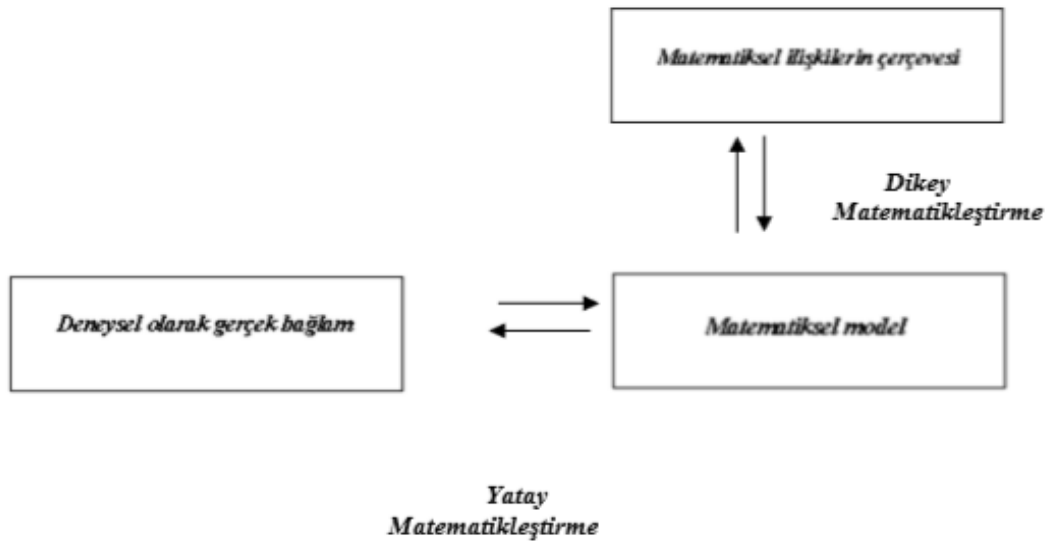 Matematiksel ilişkilerin çerçevesi
Dikey
Matematikleştirme
Deneysel olarak gerçek bağlam
Matematiksel model
Yatay
Matematikleştirme